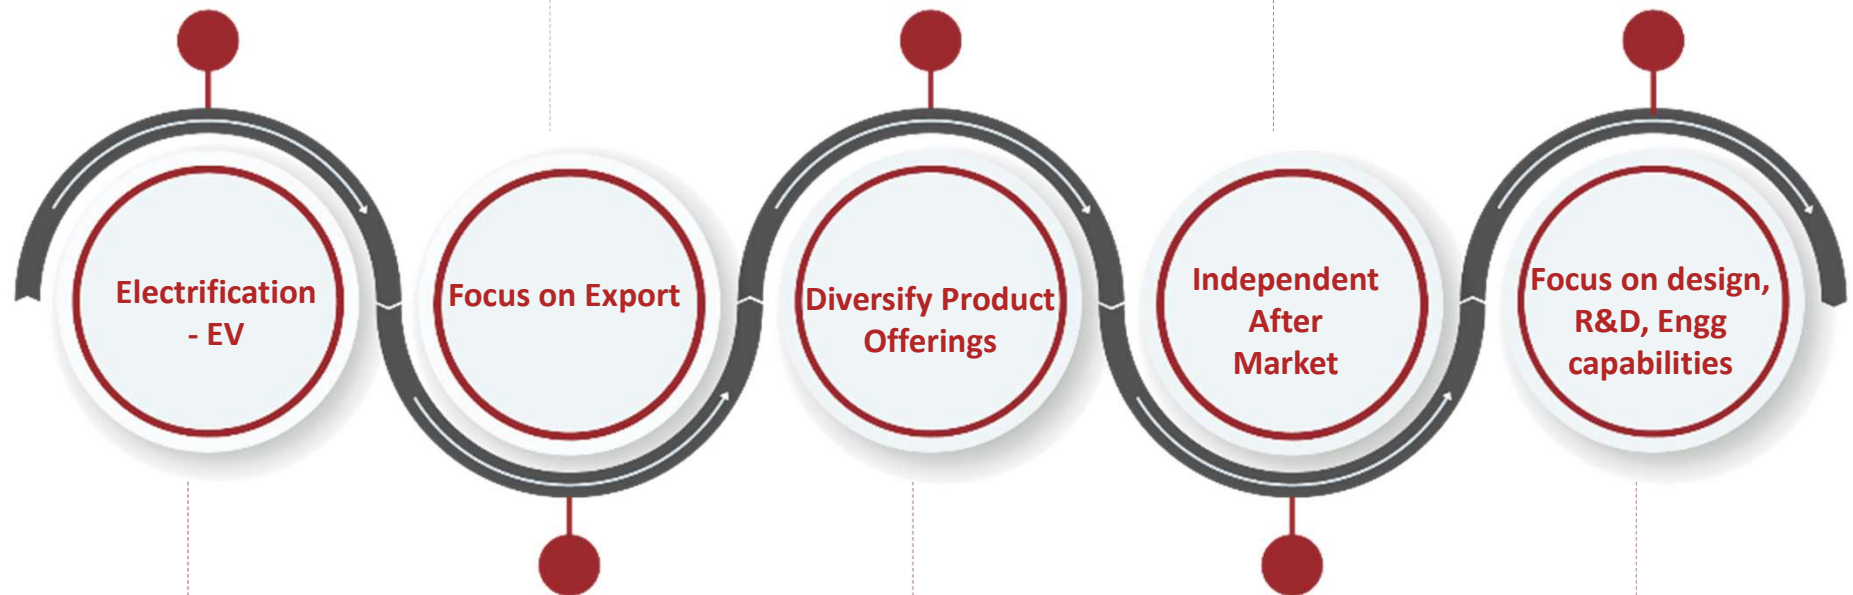 Electrification
- EV
Focus on Export
Diversify Product
Offerings
Independent
After
Market
Focus on design,
R&D, Engg
capabilities